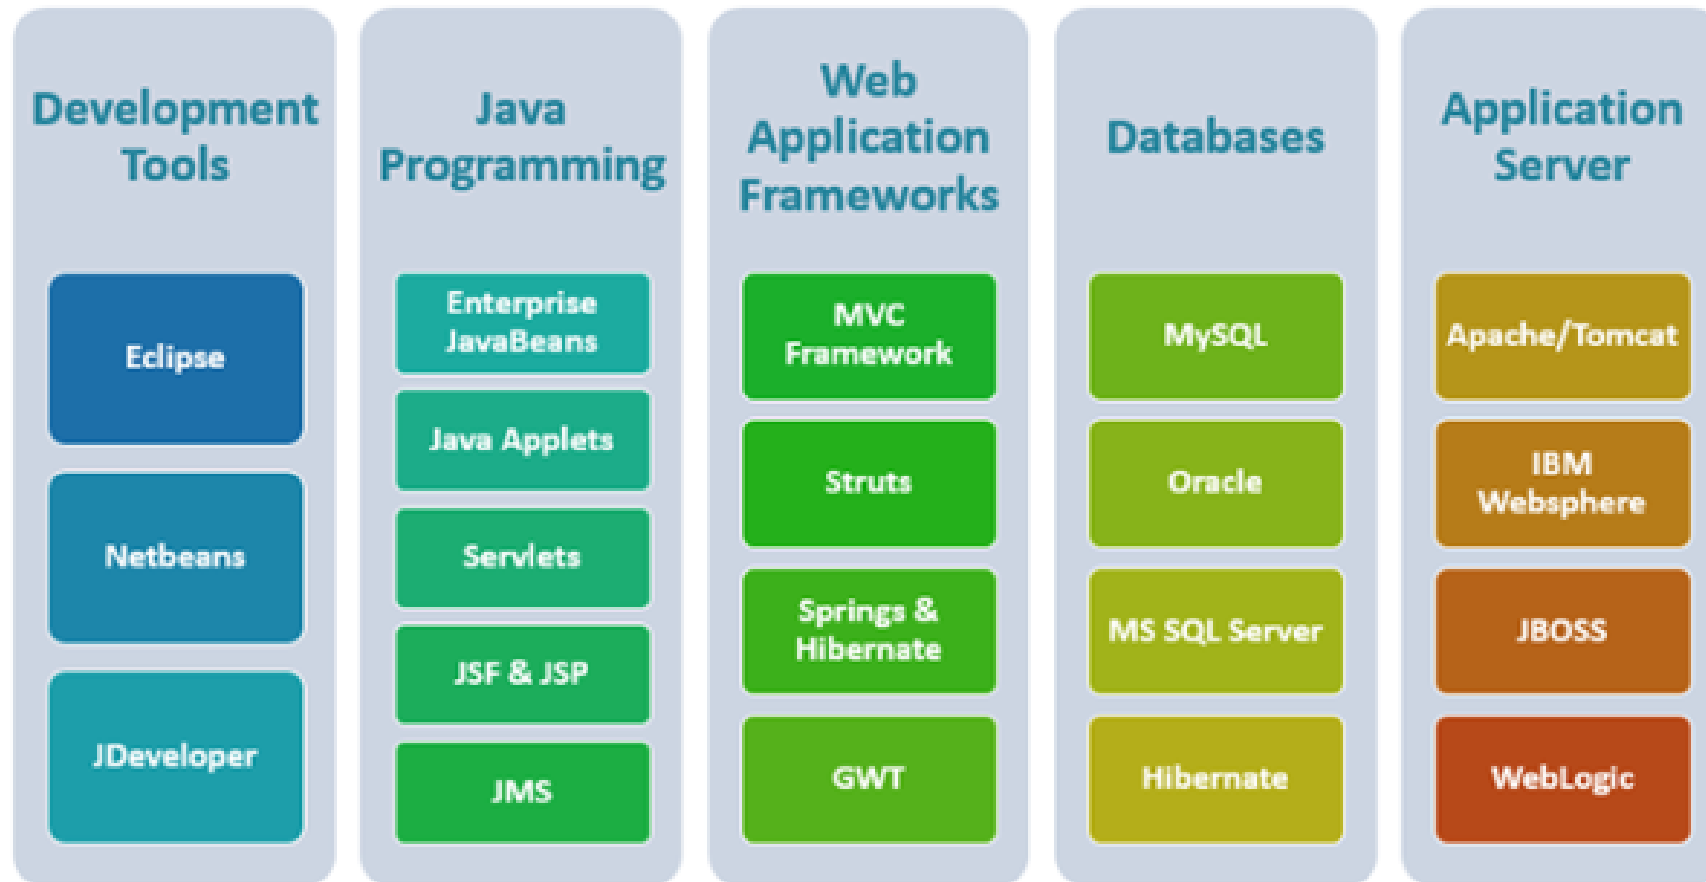 Development
Tools
Eclipse
Netbeans
JDeveloper
Java
Programming
Enterprise
JavaBeans
Java Applets
Servlets
JSF & JSP
JMS
Web
Application
Frameworks
MVC
Framework
Struts
Springs &
Hibernate
GWT
Databases
MySQL
Oracle
MS SQL Server
Hibernate
Application
Server
Apache/Tomcat
IBM
Websphere
JBOSS
WebLogic